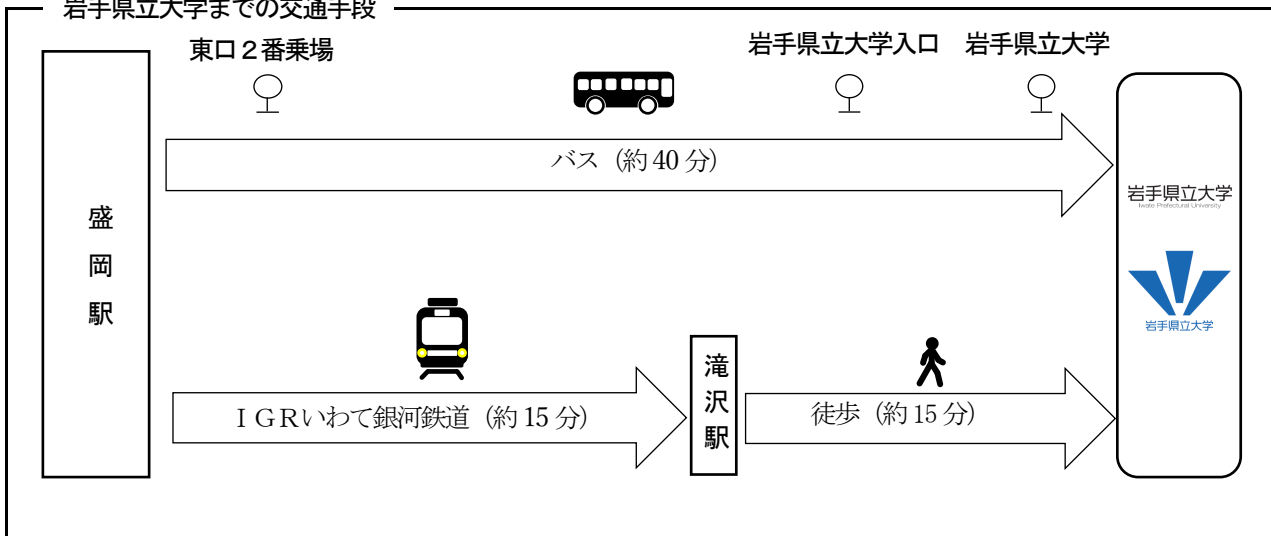 岩手県立大学までの交通手段
東口２番乗場
岩手県立大学入口
岩手県立大学
バス（約40分）
盛岡駅
岩手県立大学
Iwate Prefectural University
岩手県立大学
ＩＧＲいわて銀河鉄道（約15分）
滝沢駅
徒歩（約15分）